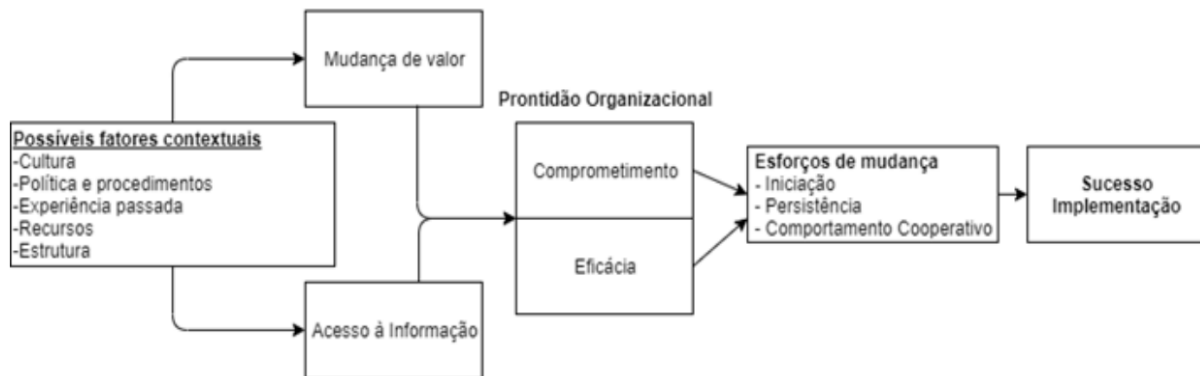 Possíveis fatores contextuais
-Cultura
-Política e procedimentos
-Experiência passada
-Recursos
-Estrutura
Mudança de valor
Acesso à Informação
Prontidão Organizacional
Comprometimento
Eficácia
Esforços de mudança
- Iniciação
- Persistência
- Comportamento Cooperativo
Sucesso
Implementação